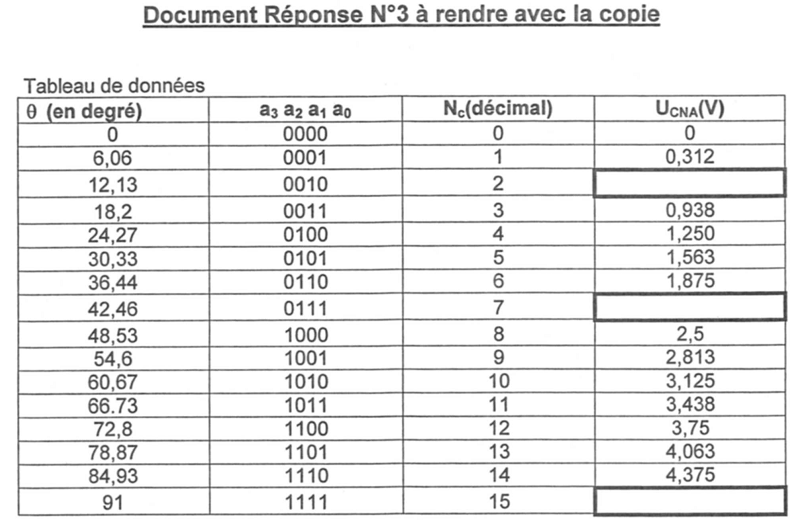 Document Réponse N°3 à rendre avec la copie
Tableau de données
θ (en degré) a3 a2 a1 a0 Nc(décimal) UCNA(V)
0 0000 0 0
6,06 0001 1 0,312
12,13 0010 2
18,2 0011 3 0,938
24,27 0100 4 1,250
30,33 0101 5 1,563
36,44 0110 6 1,875
42,46 0111 7
48,53 1000 8 2,5
54,6 1001 9 2,813
60,67 1010 10 3,125
66.73 1011 11 3,438
72,8 1100 12 3,75
78,87 1101 13 4,063
84,93 1110 14 4,375
91 1111 15